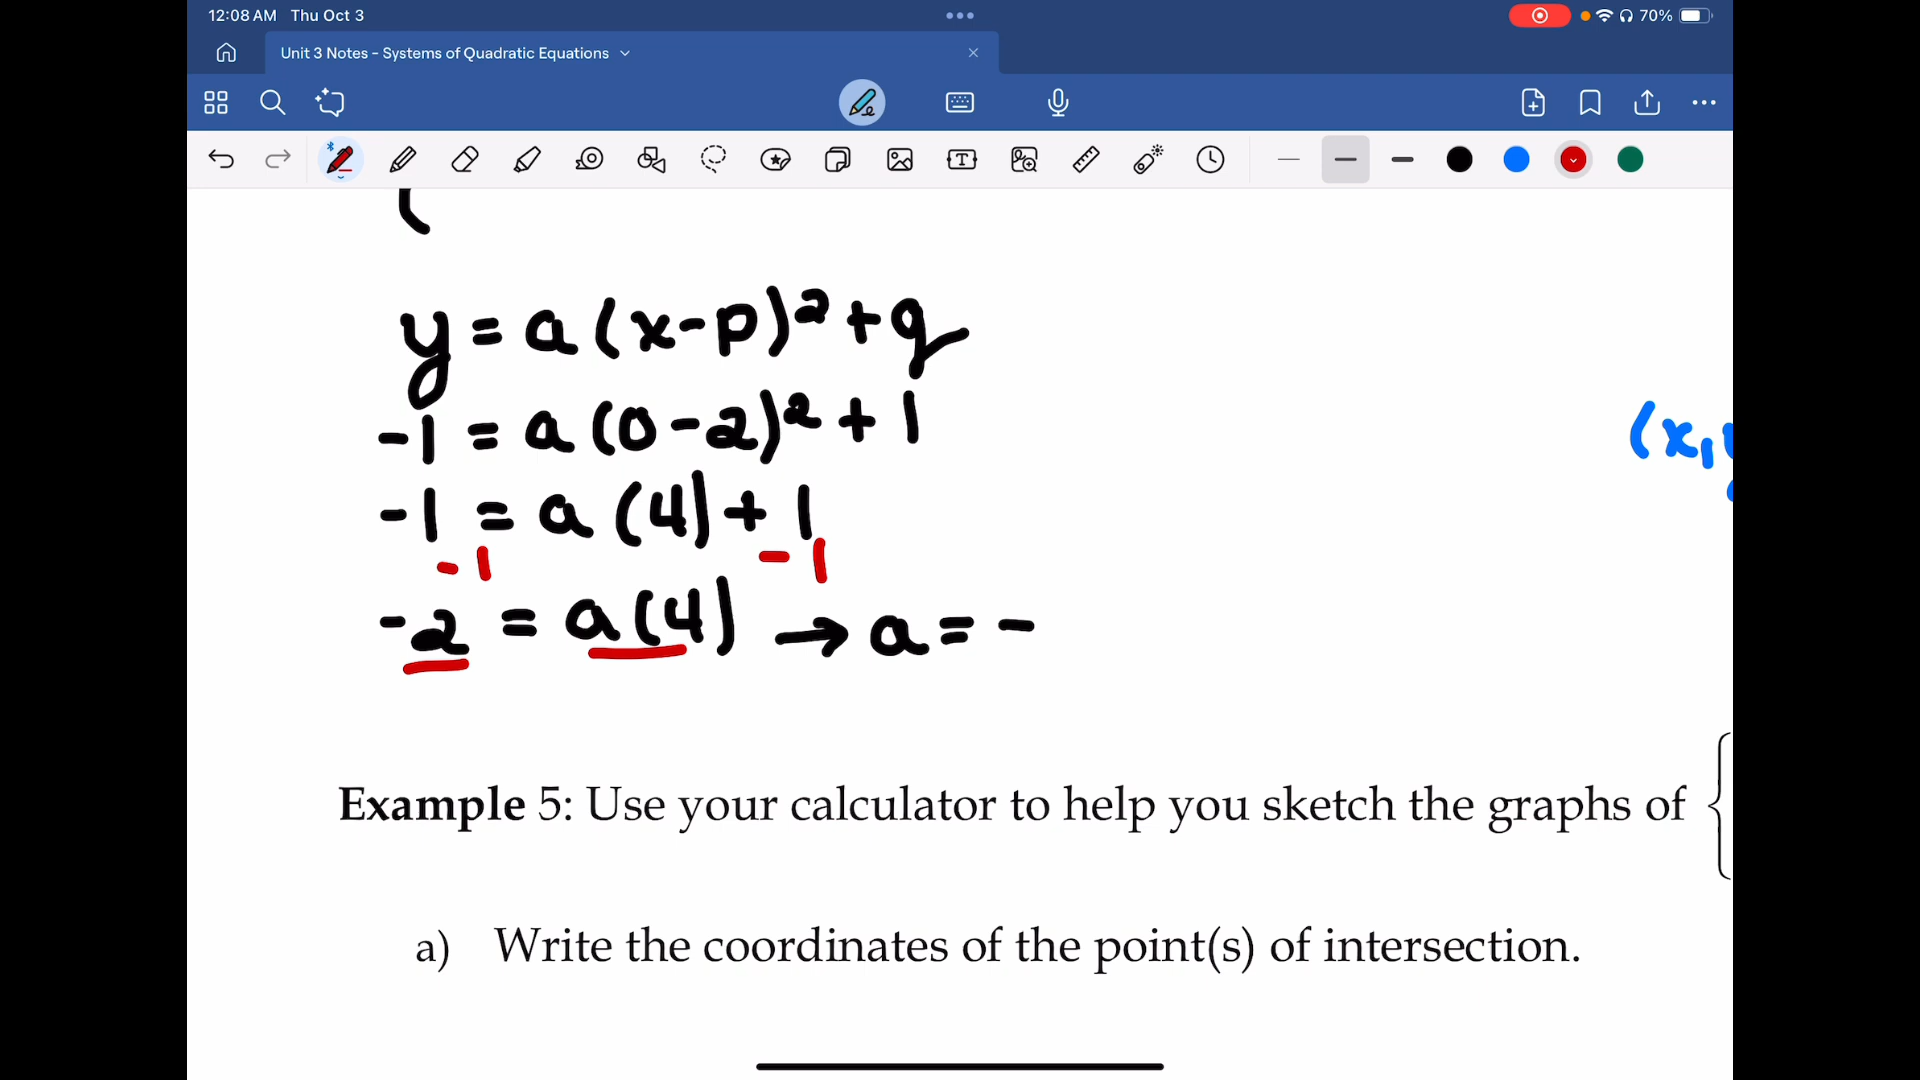 12:08 AM Thu Oct 3
70%
Unit 3 Notes - Systems of Quadratic Equations
y = a(x-p)² + q
-1 = a(0-2)² + 1
-1 = a(4) + 1
-1 -1
-2 = a(4) → a = -
(x,
Example 5: Use your calculator to help you sketch the graphs of {
a) Write the coordinates of the point(s) of intersection.